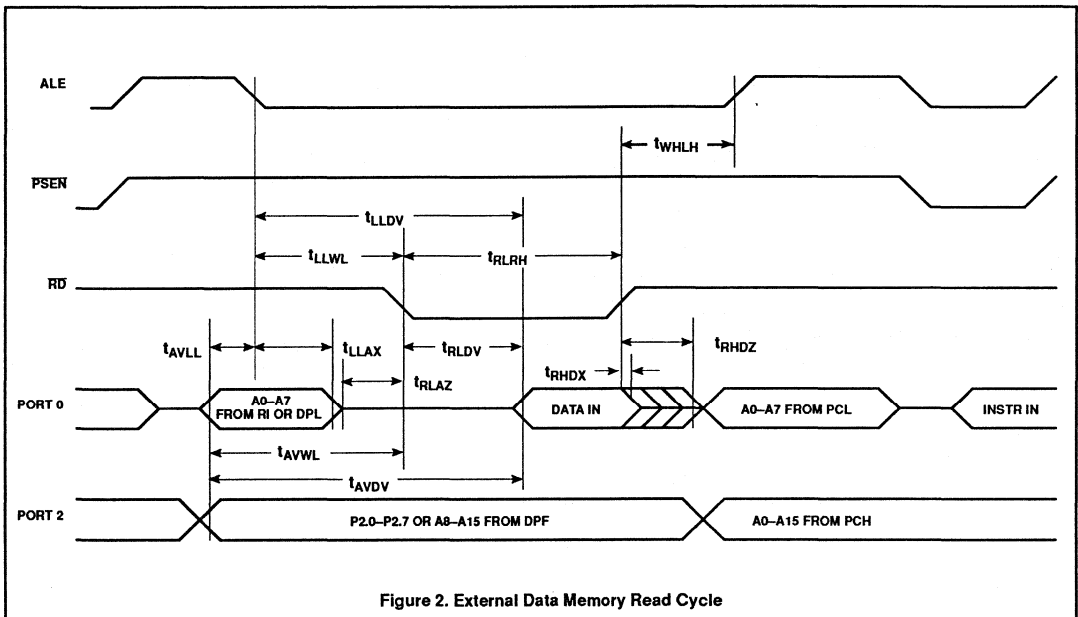 ALE
tWHLH
PSEN
tLLDV
tLLWL
tRLRH
RD
tAVLL
tLLAX
tRLDV
tRHDZ
tRLAZ
tRHDX
PORT 0
A0–A7
FROM RI OR DPL
DATA IN
A0–A7 FROM PCL
INSTR IN
tAVWL
tAVDV
PORT 2
P2.0–P2.7 OR A8–A15 FROM DPF
A0–A15 FROM PCH
Figure 2. External Data Memory Read Cycle